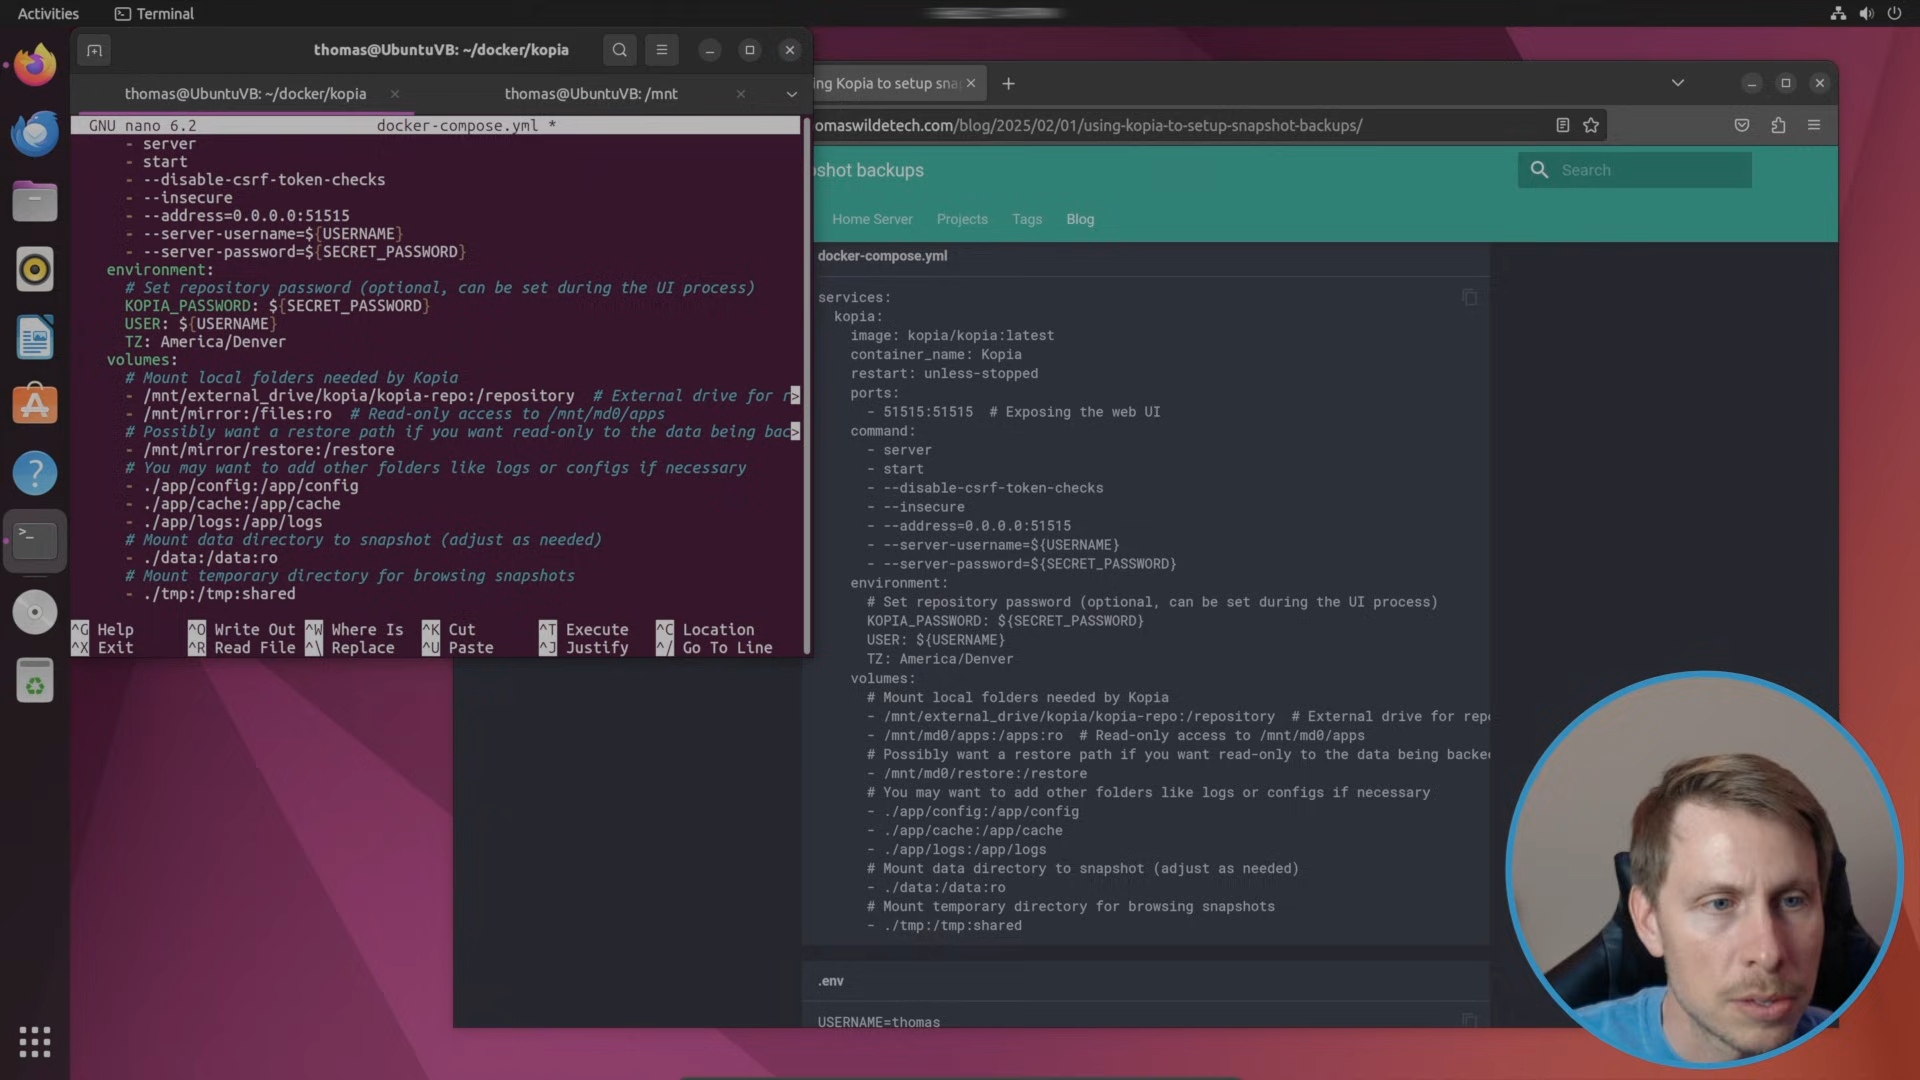 Activities
Terminal
thomas@UbuntuVB: ~/docker/kopia
thomas@UbuntuVB: ~/docker/kopia
thomas@UbuntuVB: /mnt
GNU nano 6.2 docker-compose.yml *
- server
- start
- --disable-csrf-token-checks
- --insecure
- --address=0.0.0.0:51515
- --server-username=${USERNAME}
- --server-password=${SECRET_PASSWORD}
environment:
# Set repository password (optional, can be set during the UI process)
KOPIA_PASSWORD: ${SECRET_PASSWORD}
USER: ${USERNAME}
TZ: America/Denver
volumes:
# Mount local folders needed by Kopia
- /mnt/external_drive/kopia/kopia-repo:/repository # External drive for r>
- /mnt/mirror:/files:ro # Read-only access to /mnt/md0/apps
# Possibly want a restore path if you want read-only to the data being bac>
- /mnt/mirror/restore:/restore
# You may want to add other folders like logs or configs if necessary
- ./app/config:/app/config
- ./app/cache:/app/cache
- ./app/logs:/app/logs
# Mount data directory to snapshot (adjust as needed)
- ./data:/data:ro
# Mount temporary directory for browsing snapshots
- ./tmp:/tmp:shared
^G Help ^O Write Out ^W Where Is ^K Cut ^T Execute ^C Location
^X Exit ^R Read File ^\ Replace ^U Paste ^J Justify ^/ Go To Line
ng Kopia to setup sna
omaswildetech.com/blog/2025/02/01/using-kopia-to-setup-snapshot-backups/
shot backups
Search
Home Server Projects Tags Blog
docker-compose.yml
services:
kopia:
image: kopia/kopia:latest
container_name: Kopia
restart: unless-stopped
ports:
- 51515:51515 # Exposing the web UI
command:
- server
- start
- --disable-csrf-token-checks
- --insecure
- --address=0.0.0.0:51515
- --server-username=${USERNAME}
- --server-password=${SECRET_PASSWORD}
environment:
# Set repository password (optional, can be set during the UI process)
KOPIA_PASSWORD: ${SECRET_PASSWORD}
USER: ${USERNAME}
TZ: America/Denver
volumes:
# Mount local folders needed by Kopia
- /mnt/external_drive/kopia/kopia-repo:/repository # External drive for repo
- /mnt/md0/apps:/apps:ro # Read-only access to /mnt/md0/apps
# Possibly want a restore path if you want read-only to the data being backed
- /mnt/md0/restore:/restore
# You may want to add other folders like logs or configs if necessary
- ./app/config:/app/config
- ./app/cache:/app/cache
- ./app/logs:/app/logs
# Mount data directory to snapshot (adjust as needed)
- ./data:/data:ro
# Mount temporary directory for browsing snapshots
- ./tmp:/tmp:shared
.env
USERNAME=thomas